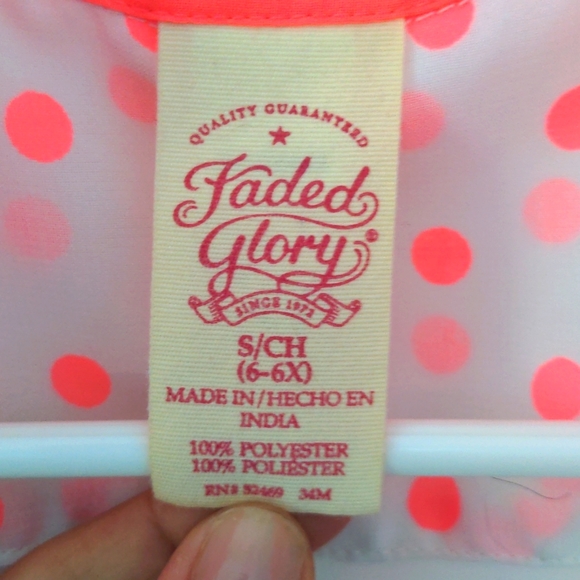 QUALITY GUARANTEED
Faded
Glory®
SINCE 1972
S/CH
(6-6X)
MADE IN/HECHO EN
INDIA
100% POLYESTER
100% POLIÉSTER
RN# 52469 34M